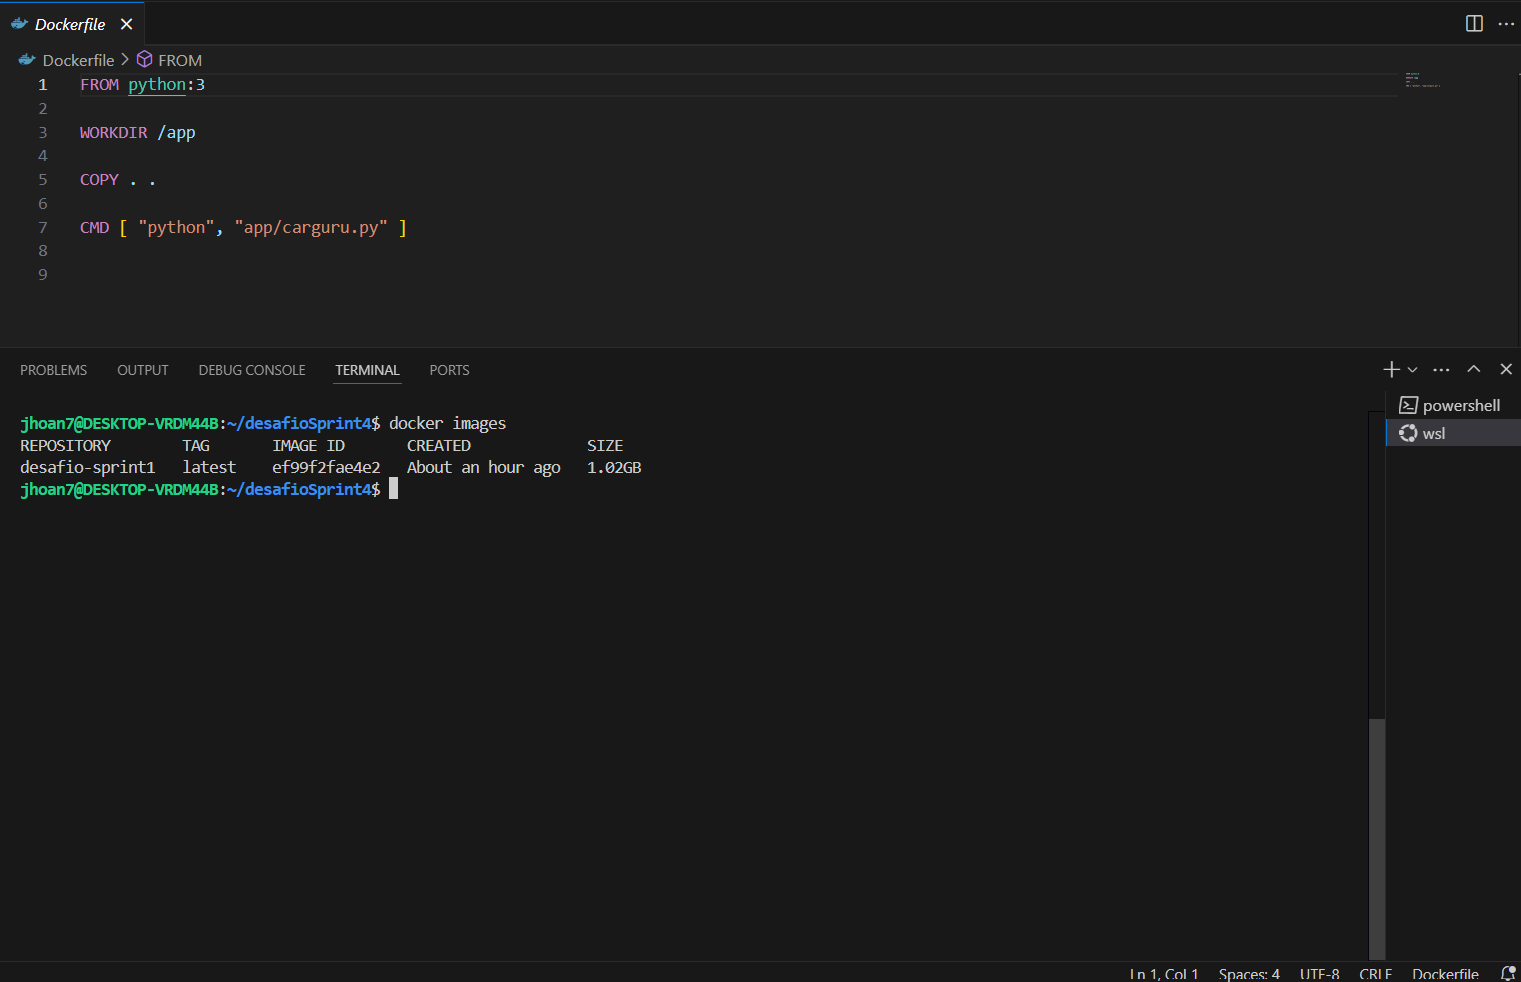 Dockerfile
Dockerfile > FROM
1 FROM python:3
2
3 WORKDIR /app
4
5 COPY . .
6
7 CMD [ "python", "app/carguru.py" ]
8
9
PROBLEMS OUTPUT DEBUG CONSOLE TERMINAL PORTS
powershell
wsl
jhoan7@DESKTOP-VRDM44B:~/desafioSprint4$ docker images
REPOSITORY TAG IMAGE ID CREATED SIZE
desafio-sprint1 latest ef99f2fae4e2 About an hour ago 1.02GB
jhoan7@DESKTOP-VRDM44B:~/desafioSprint4$
Ln 1, Col 1 Spaces: 4 UTF-8 CRLF Dockerfile